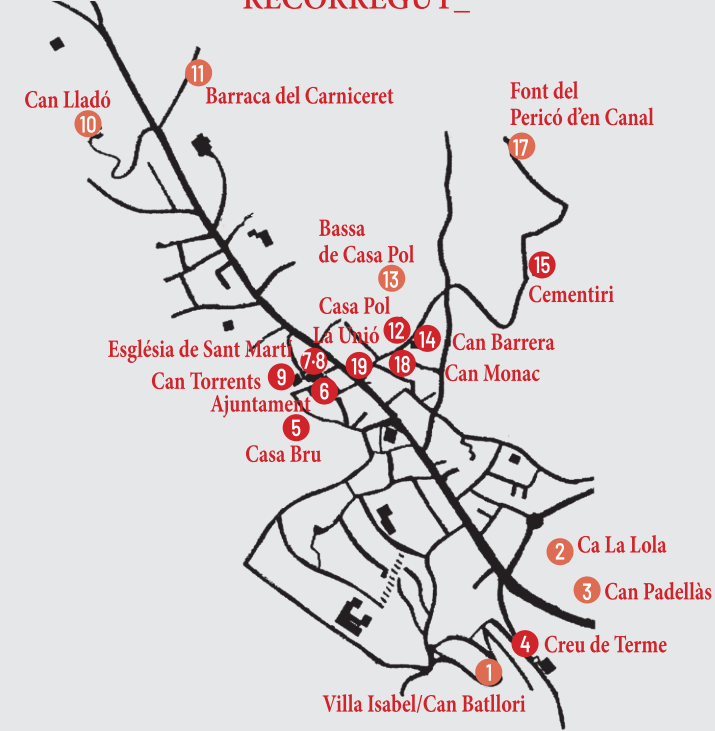 RECORREGUT_
11
Barraca del Carniceret
Can Lladó
10
Font del
Pericó d'en Canal
17
Bassa
de Casa Pol
13
15
Cementiri
Casa Pol
12
La Unió
14
Can Barrera
Església de Sant Martí
7-8
19
18
Can Monac
Can Torrents
9
6
Ajuntament
5
Casa Bru
2
Ca La Lola
3
Can Padellàs
4
Creu de Terme
1
Villa Isabel/Can Batllori